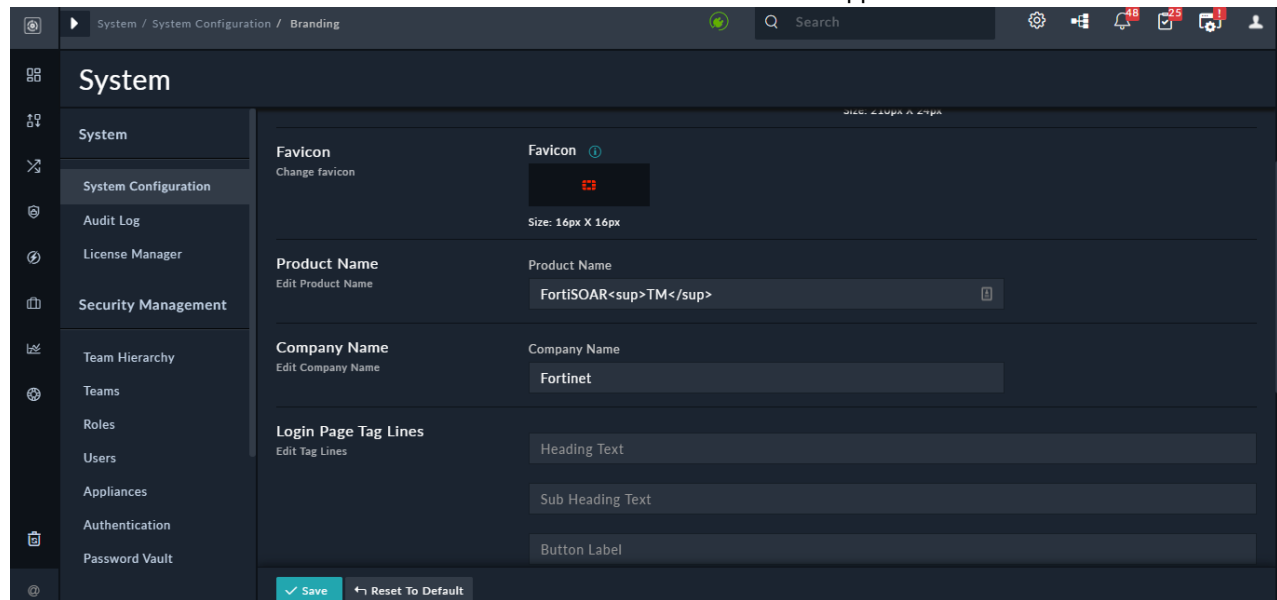 System / System Configuration / Branding
Search
48
25
!
System
System
System Configuration
Audit Log
License Manager
Security Management
Team Hierarchy
Teams
Roles
Users
Appliances
Authentication
Password Vault
Size: 210px X 24px
Favicon
Change favicon
Favicon
Size: 16px X 16px
Product Name
Edit Product Name
Product Name
FortiSOAR<sup>TM</sup>
Company Name
Edit Company Name
Company Name
Fortinet
Login Page Tag Lines
Edit Tag Lines
Heading Text
Sub Heading Text
Button Label
@
Save
Reset To Default